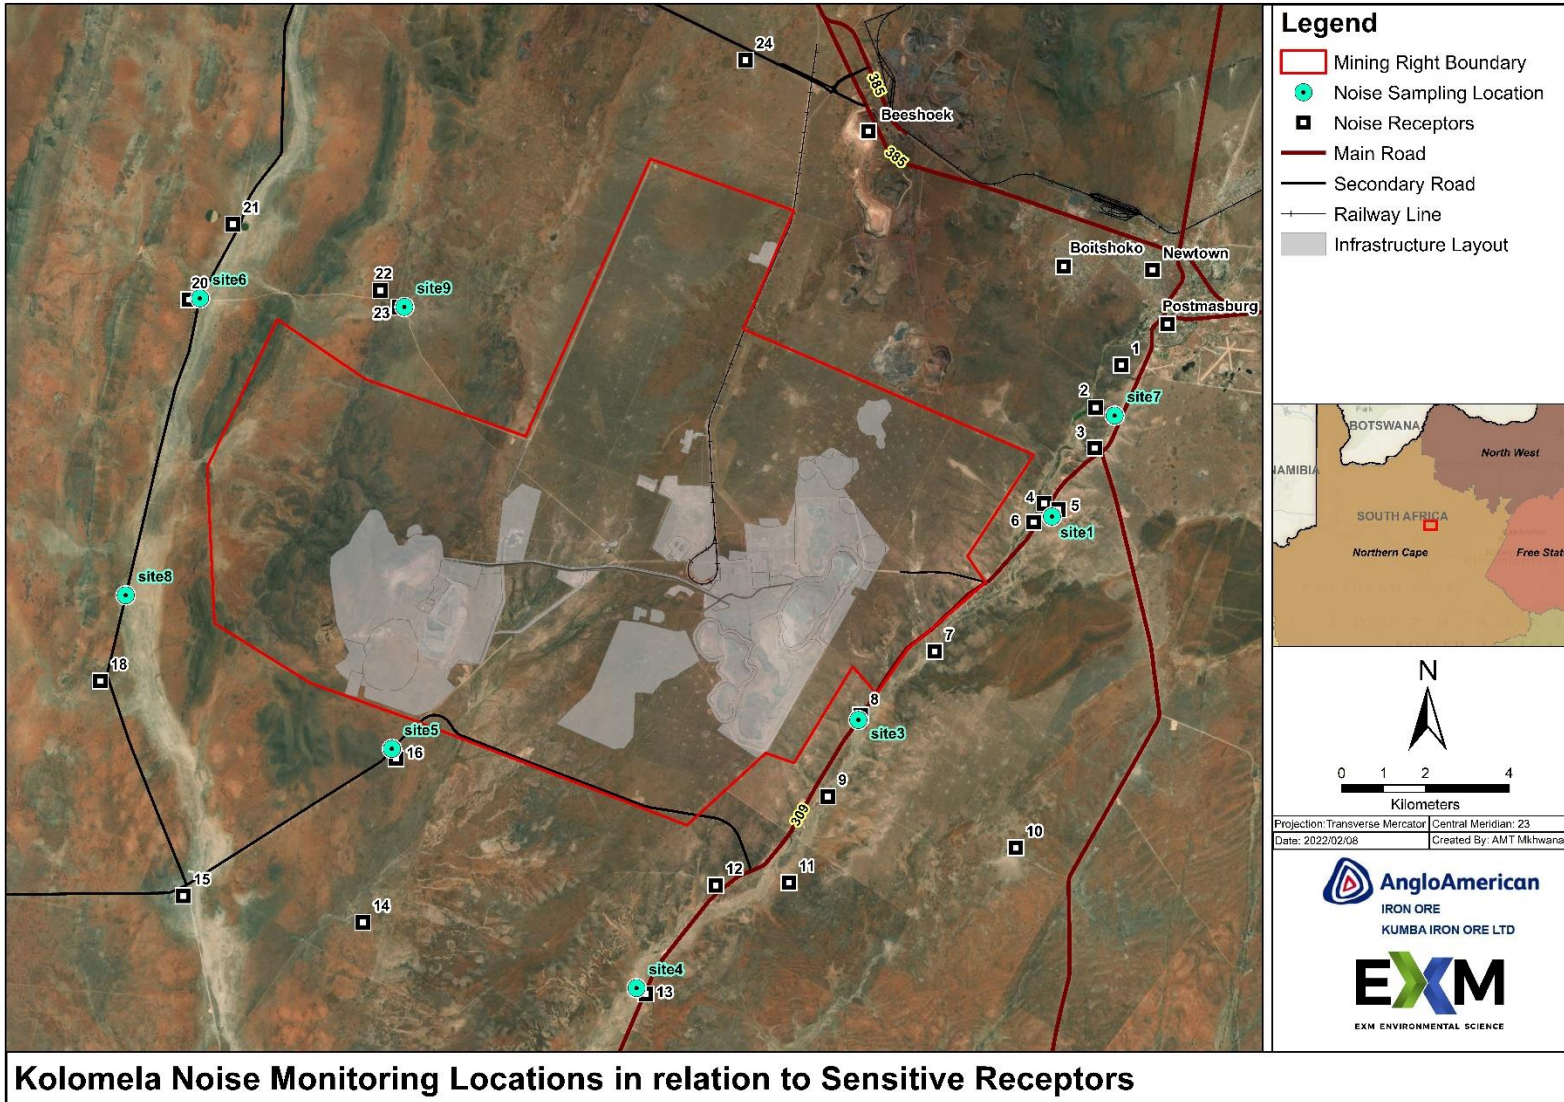 24
385
Beeshoek
385
21
Boitshoko
Newtown
22
20
site6
site9
23
Postmasburg
1
2
site7
3
4
5
6
site1
site8
7
18
8
site3
site5
16
9
309
10
12
11
15
14
site4
13
Legend
Mining Right Boundary
Noise Sampling Location
Noise Receptors
Main Road
Secondary Road
Railway Line
Infrastructure Layout
BOTSWANA
North West
NAMIBIA
SOUTH AFRICA
Northern Cape
Free Stat
N
0 1 2 4
Kilometers
Projection:Transverse Mercator Central Meridian: 23
Date: 2022/02/08 Created By: AMT Mkhwana
AngloAmerican
IRON ORE
KUMBA IRON ORE LTD
EXM
EXM ENVIRONMENTAL SCIENCE
Kolomela Noise Monitoring Locations in relation to Sensitive Receptors